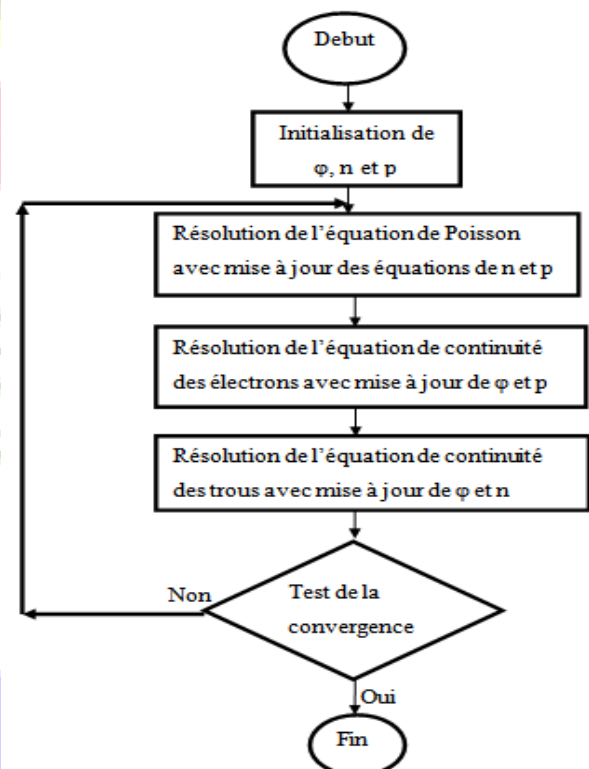 Debut
Initialisation de
φ, n et p
Résolution de l'équation de Poisson
avec mise à jour des équations de n et p
Résolution de l'équation de continuité
des électrons avec mise à jour de φ et p
Résolution de l'équation de continuité
des trous avec mise à jour de φ et n
Non
Test de la
convergence
Oui
Fin